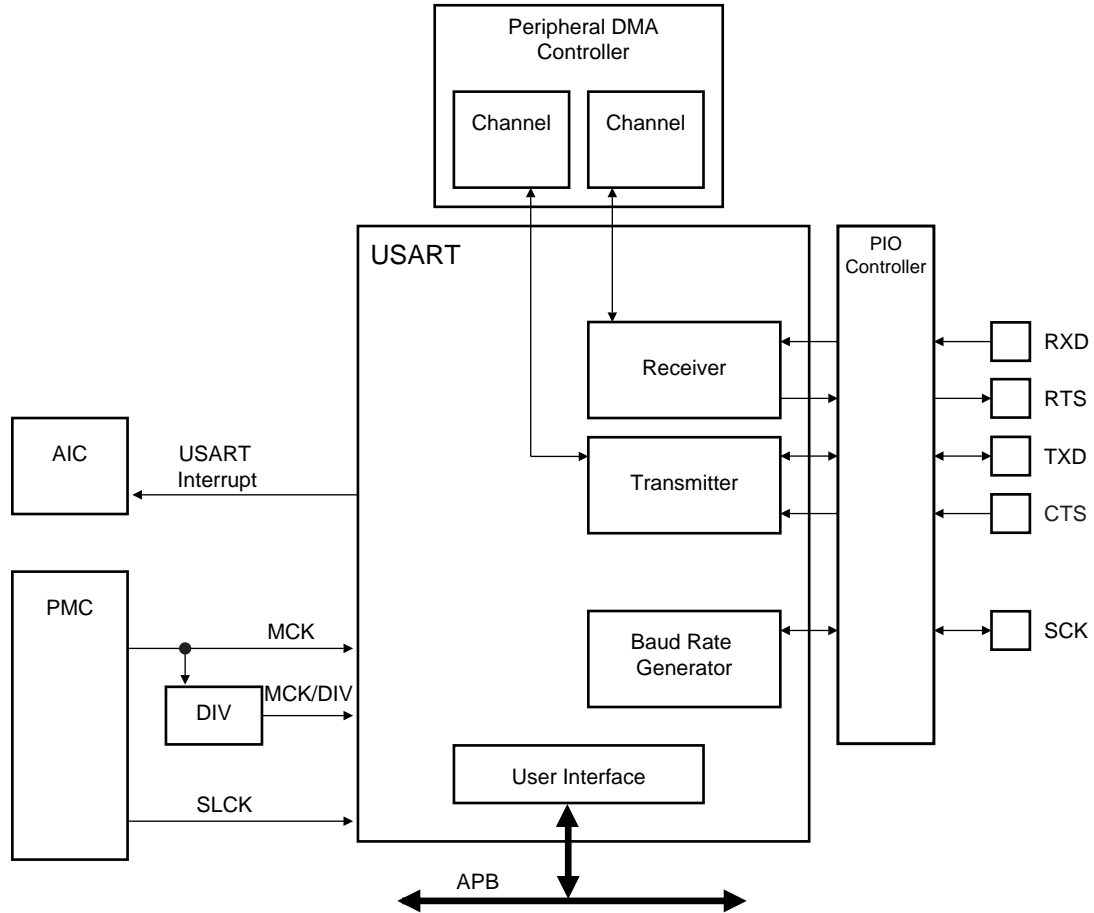 Peripheral DMA
Controller
Channel
Channel
USART
PIO
Controller
Receiver
RXD
RTS
AIC
USART
Interrupt
Transmitter
TXD
CTS
PMC
MCK
Baud Rate
Generator
SCK
DIV
MCK/DIV
User Interface
SLCK
APB